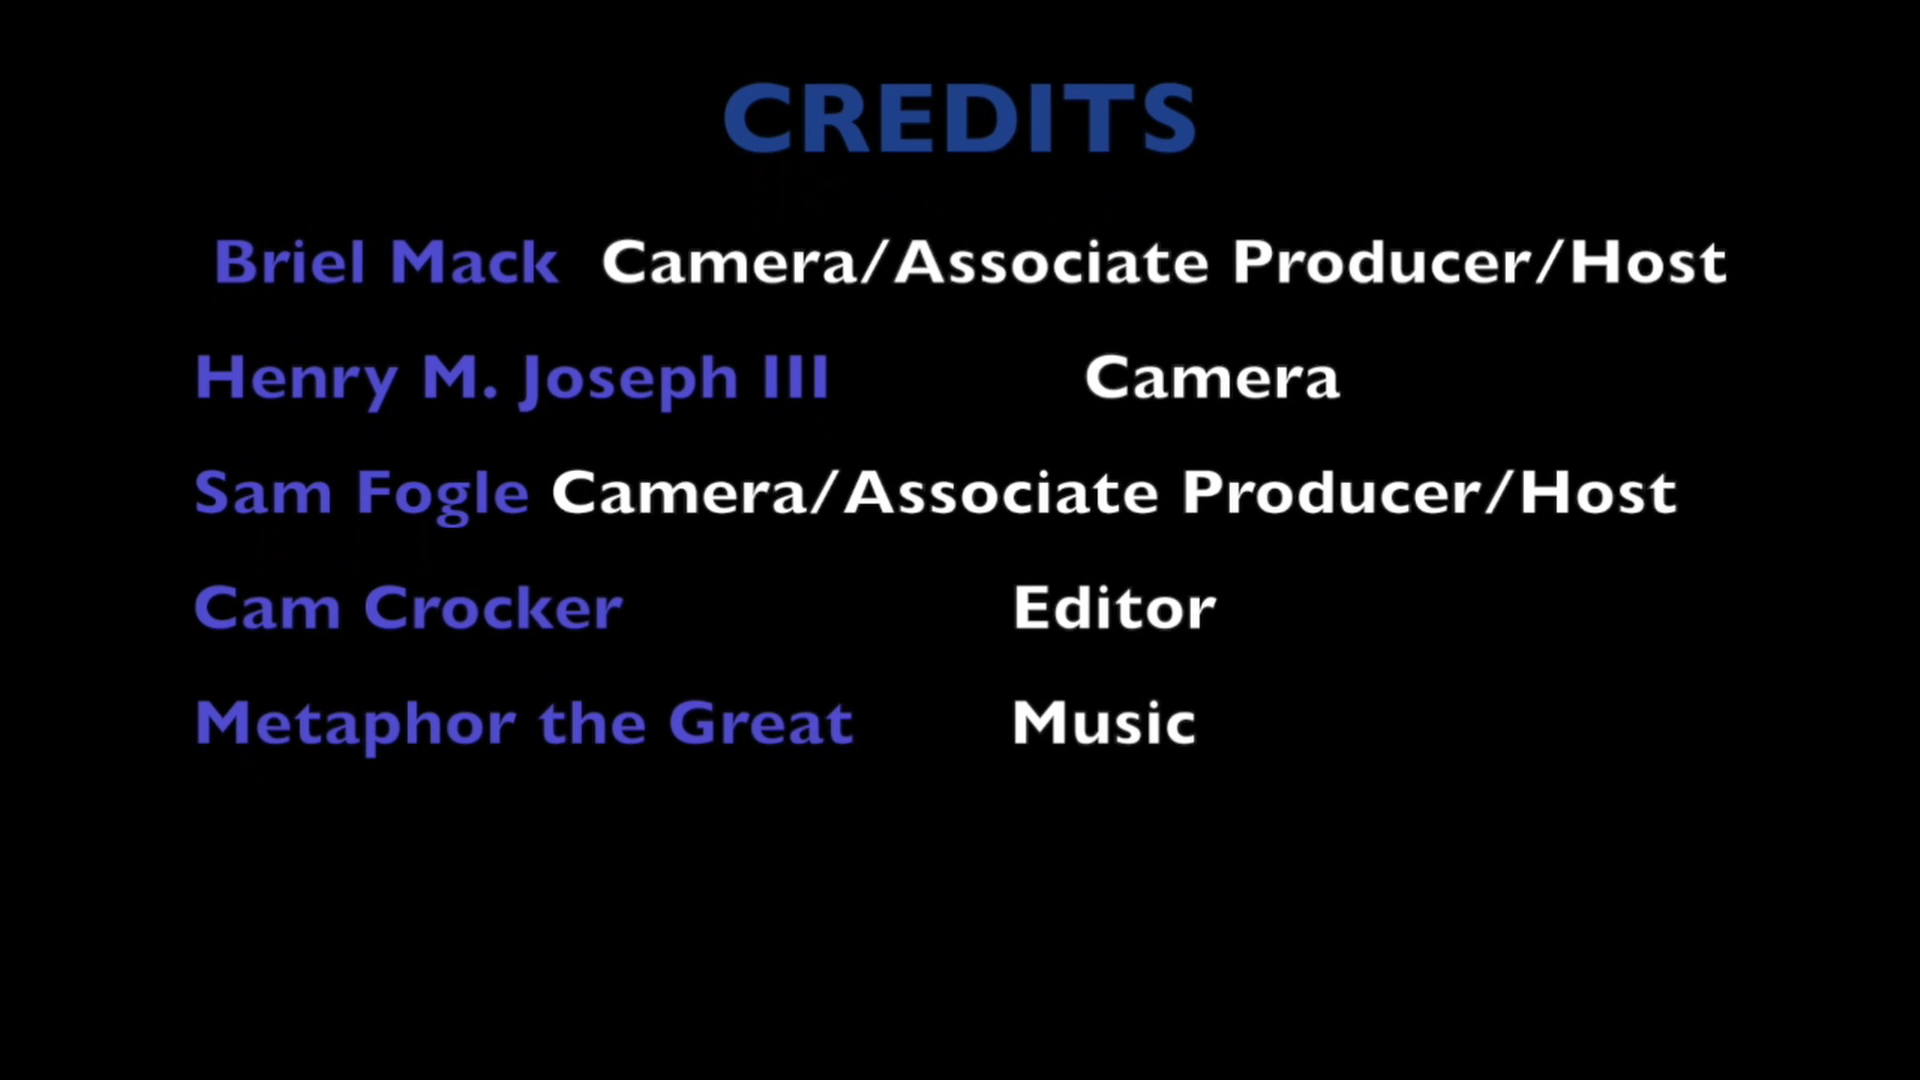 CREDITS
Briel Mack Camera/Associate Producer/Host
Henry M. Joseph III Camera
Sam Fogle Camera/Associate Producer/Host
Cam Crocker Editor
Metaphor the Great Music